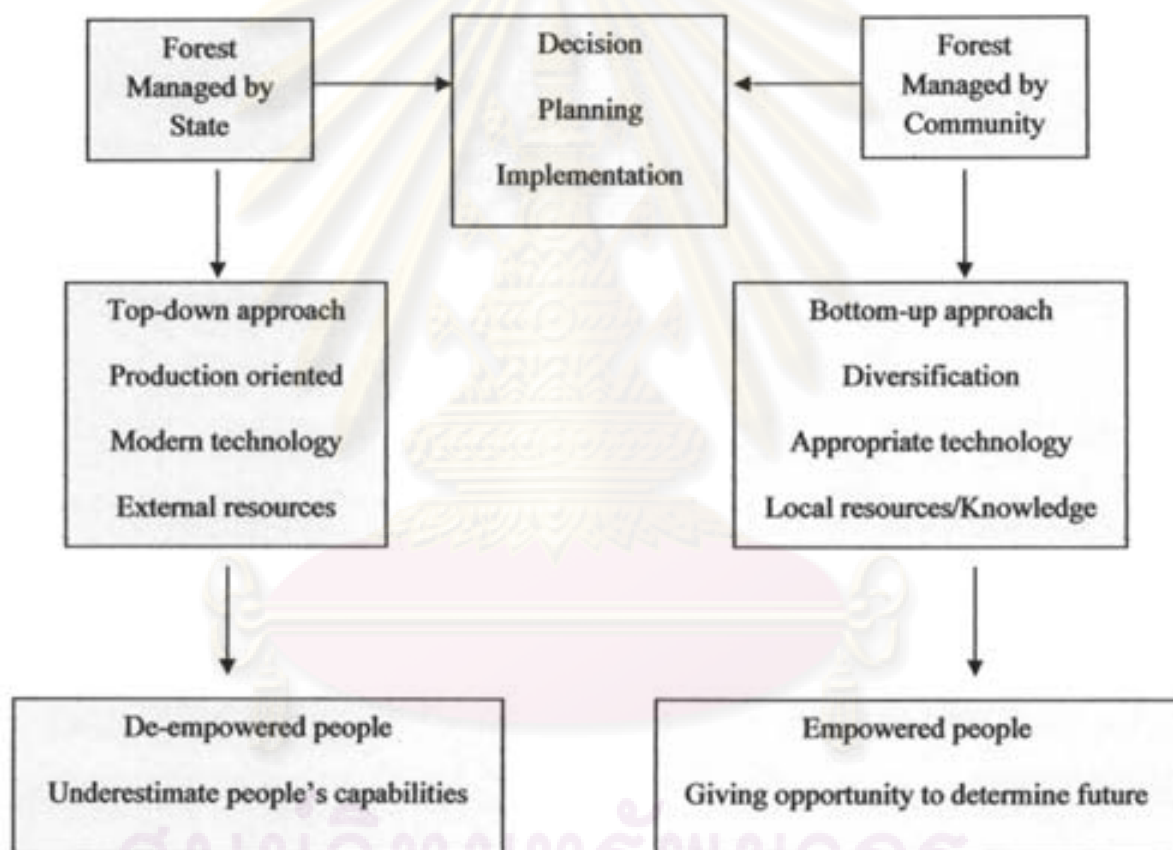 Forest
Managed by
State
Decision
Planning
Implementation
Forest
Managed by
Community
Top-down approach
Production oriented
Modern technology
External resources
Bottom-up approach
Diversification
Appropriate technology
Local resources/Knowledge
De-empowered people
Underestimate people's capabilities
Empowered people
Giving opportunity to determine future